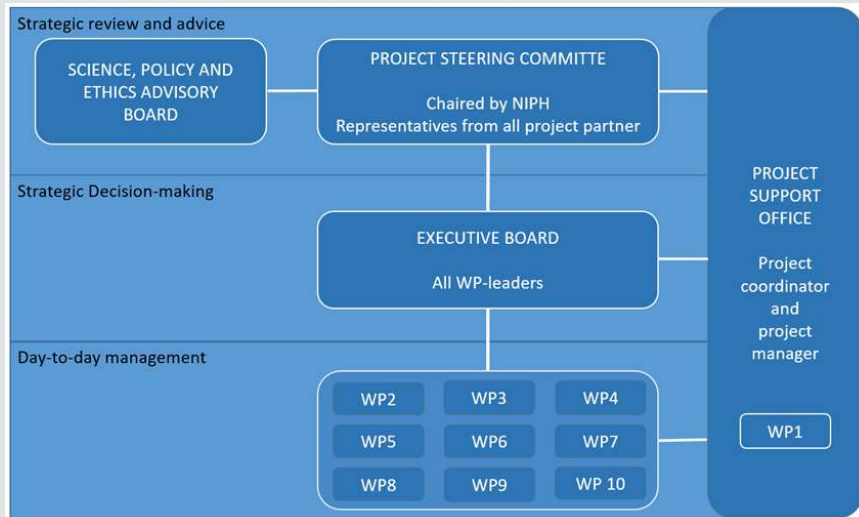 Strategic review and advice
SCIENCE, POLICY AND
ETHICS ADVISORY
BOARD
PROJECT STEERING COMMITTE
Chaired by NIPH
Representatives from all project partner
Strategic Decision-making
EXECUTIVE BOARD
All WP-leaders
Day-to-day management
WP2
WP3
WP4
WP5
WP6
WP7
WP8
WP9
WP 10
PROJECT
SUPPORT
OFFICE
Project
coordinator
and
project
manager
WP1